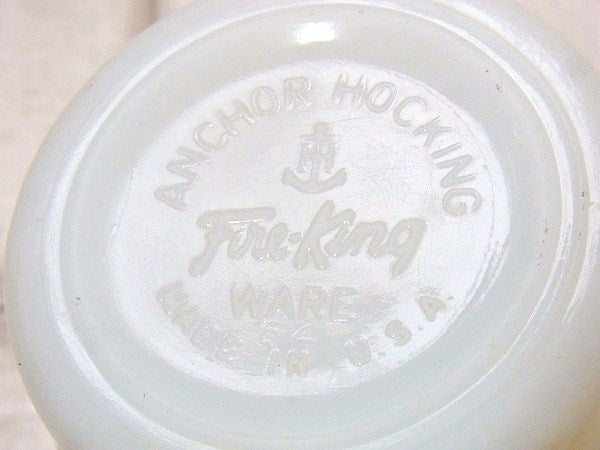 ANCHOR HOCKING
Fire-King
WARE
MADE IN U.S.A.